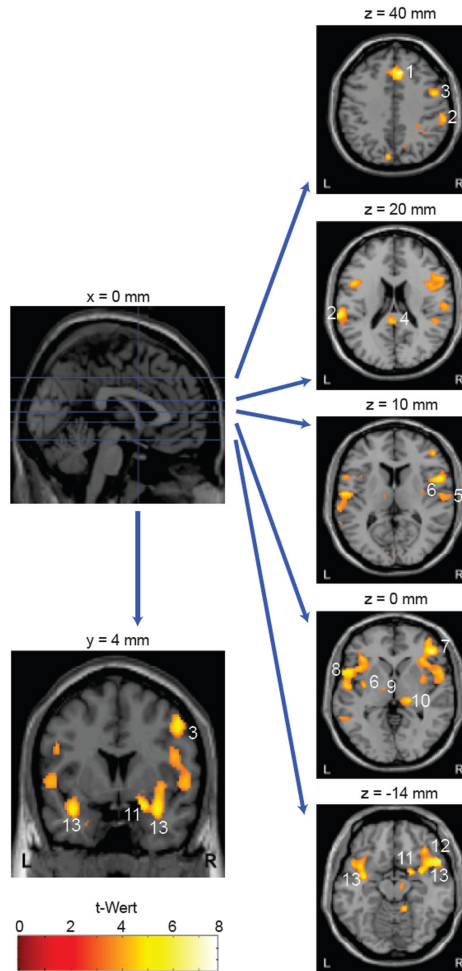 z = 40 mm
1
3
2
L R
z = 20 mm
2
4
L R
x = 0 mm
z = 10 mm
6
5
L R
z = 0 mm
7
8
6
9
10
L R
y = 4 mm
3
13
11
13
L R
z = -14 mm
12
11
13
13
L R
t-Wert
0 2 4 6 8